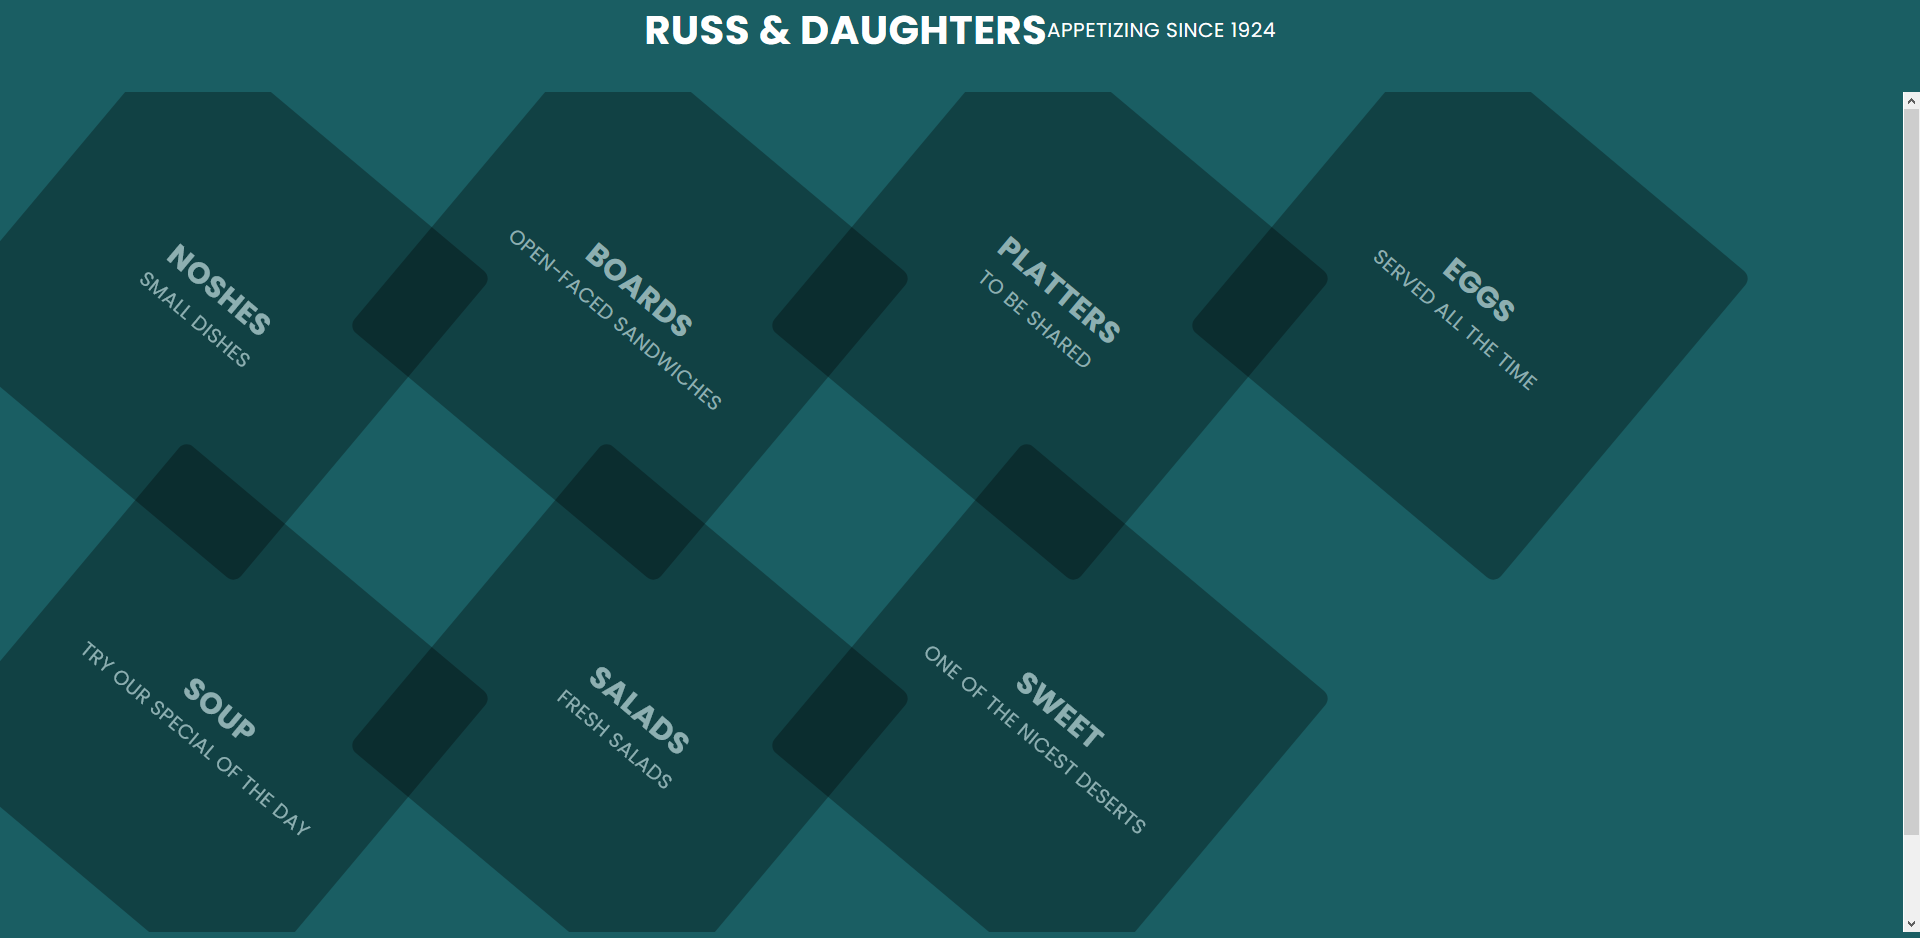 RUSS & DAUGHTERS APPETIZING SINCE 1924
NOSHES
SMALL DISHES
BOARDS
OPEN-FACED SANDWICHES
PLATTERS
TO BE SHARED
EGGS
SERVED ALL THE TIME
SOUP
TRY OUR SPECIAL OF THE DAY
SALADS
FRESH SALADS
SWEET
ONE OF THE NICEST DESERTS